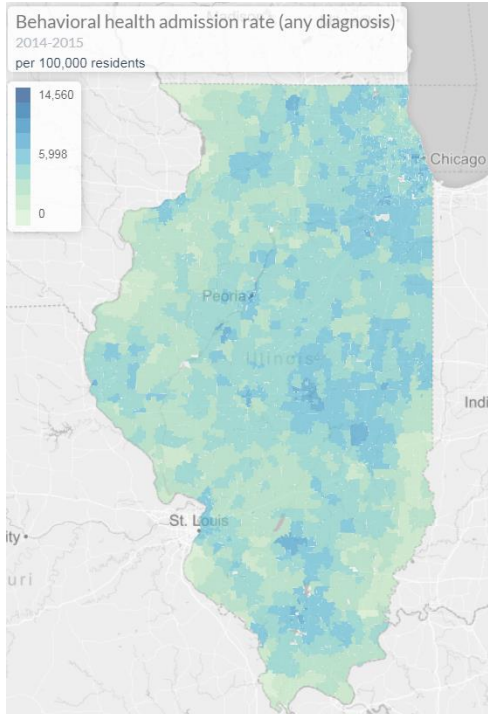 Behavioral health admission rate (any diagnosis)
2014-2015
per 100,000 residents
14,560
5,998
0
Chicago
Peoria
Illinois
Indi
St. Louis
ity
uri